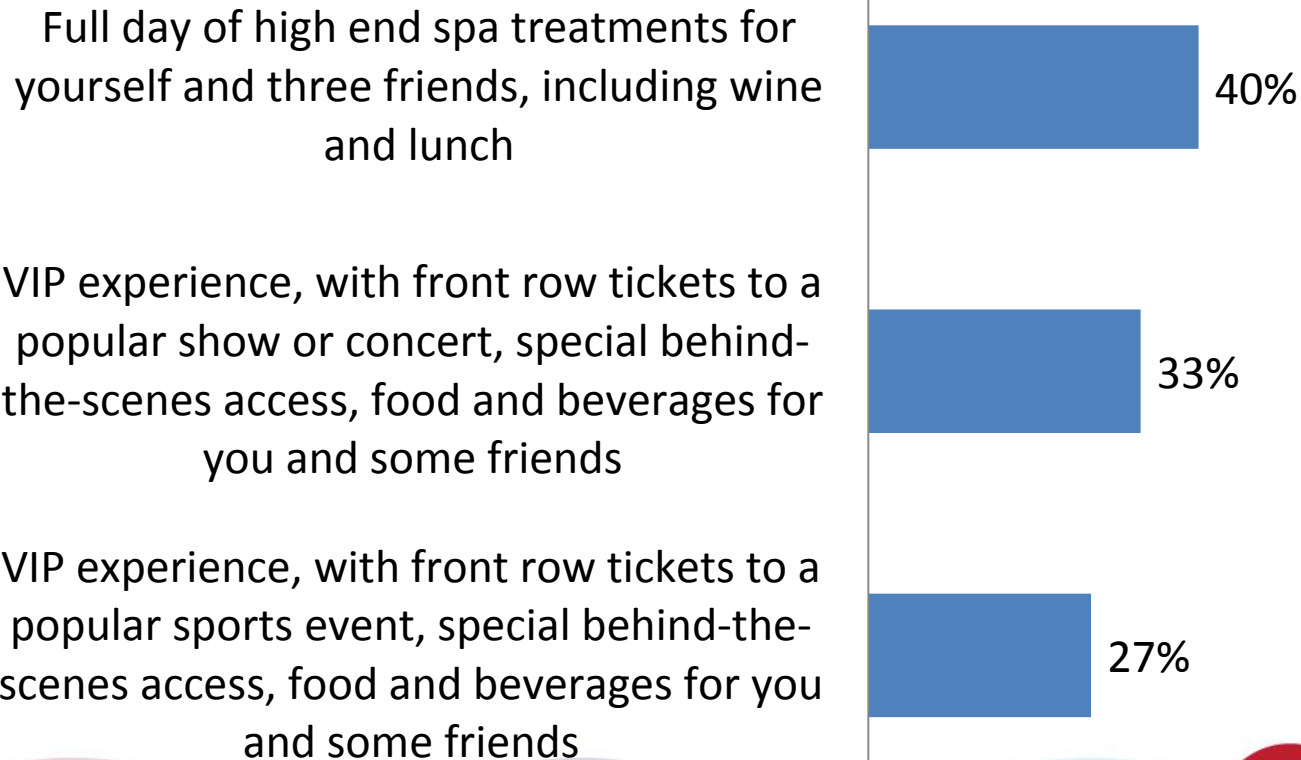 Full day of high end spa treatments for
yourself and three friends, including wine
and lunch
40%
VIP experience, with front row tickets to a
popular show or concert, special behind-
the-scenes access, food and beverages for
you and some friends
33%
VIP experience, with front row tickets to a
popular sports event, special behind-the-
scenes access, food and beverages for you
and some friends
27%